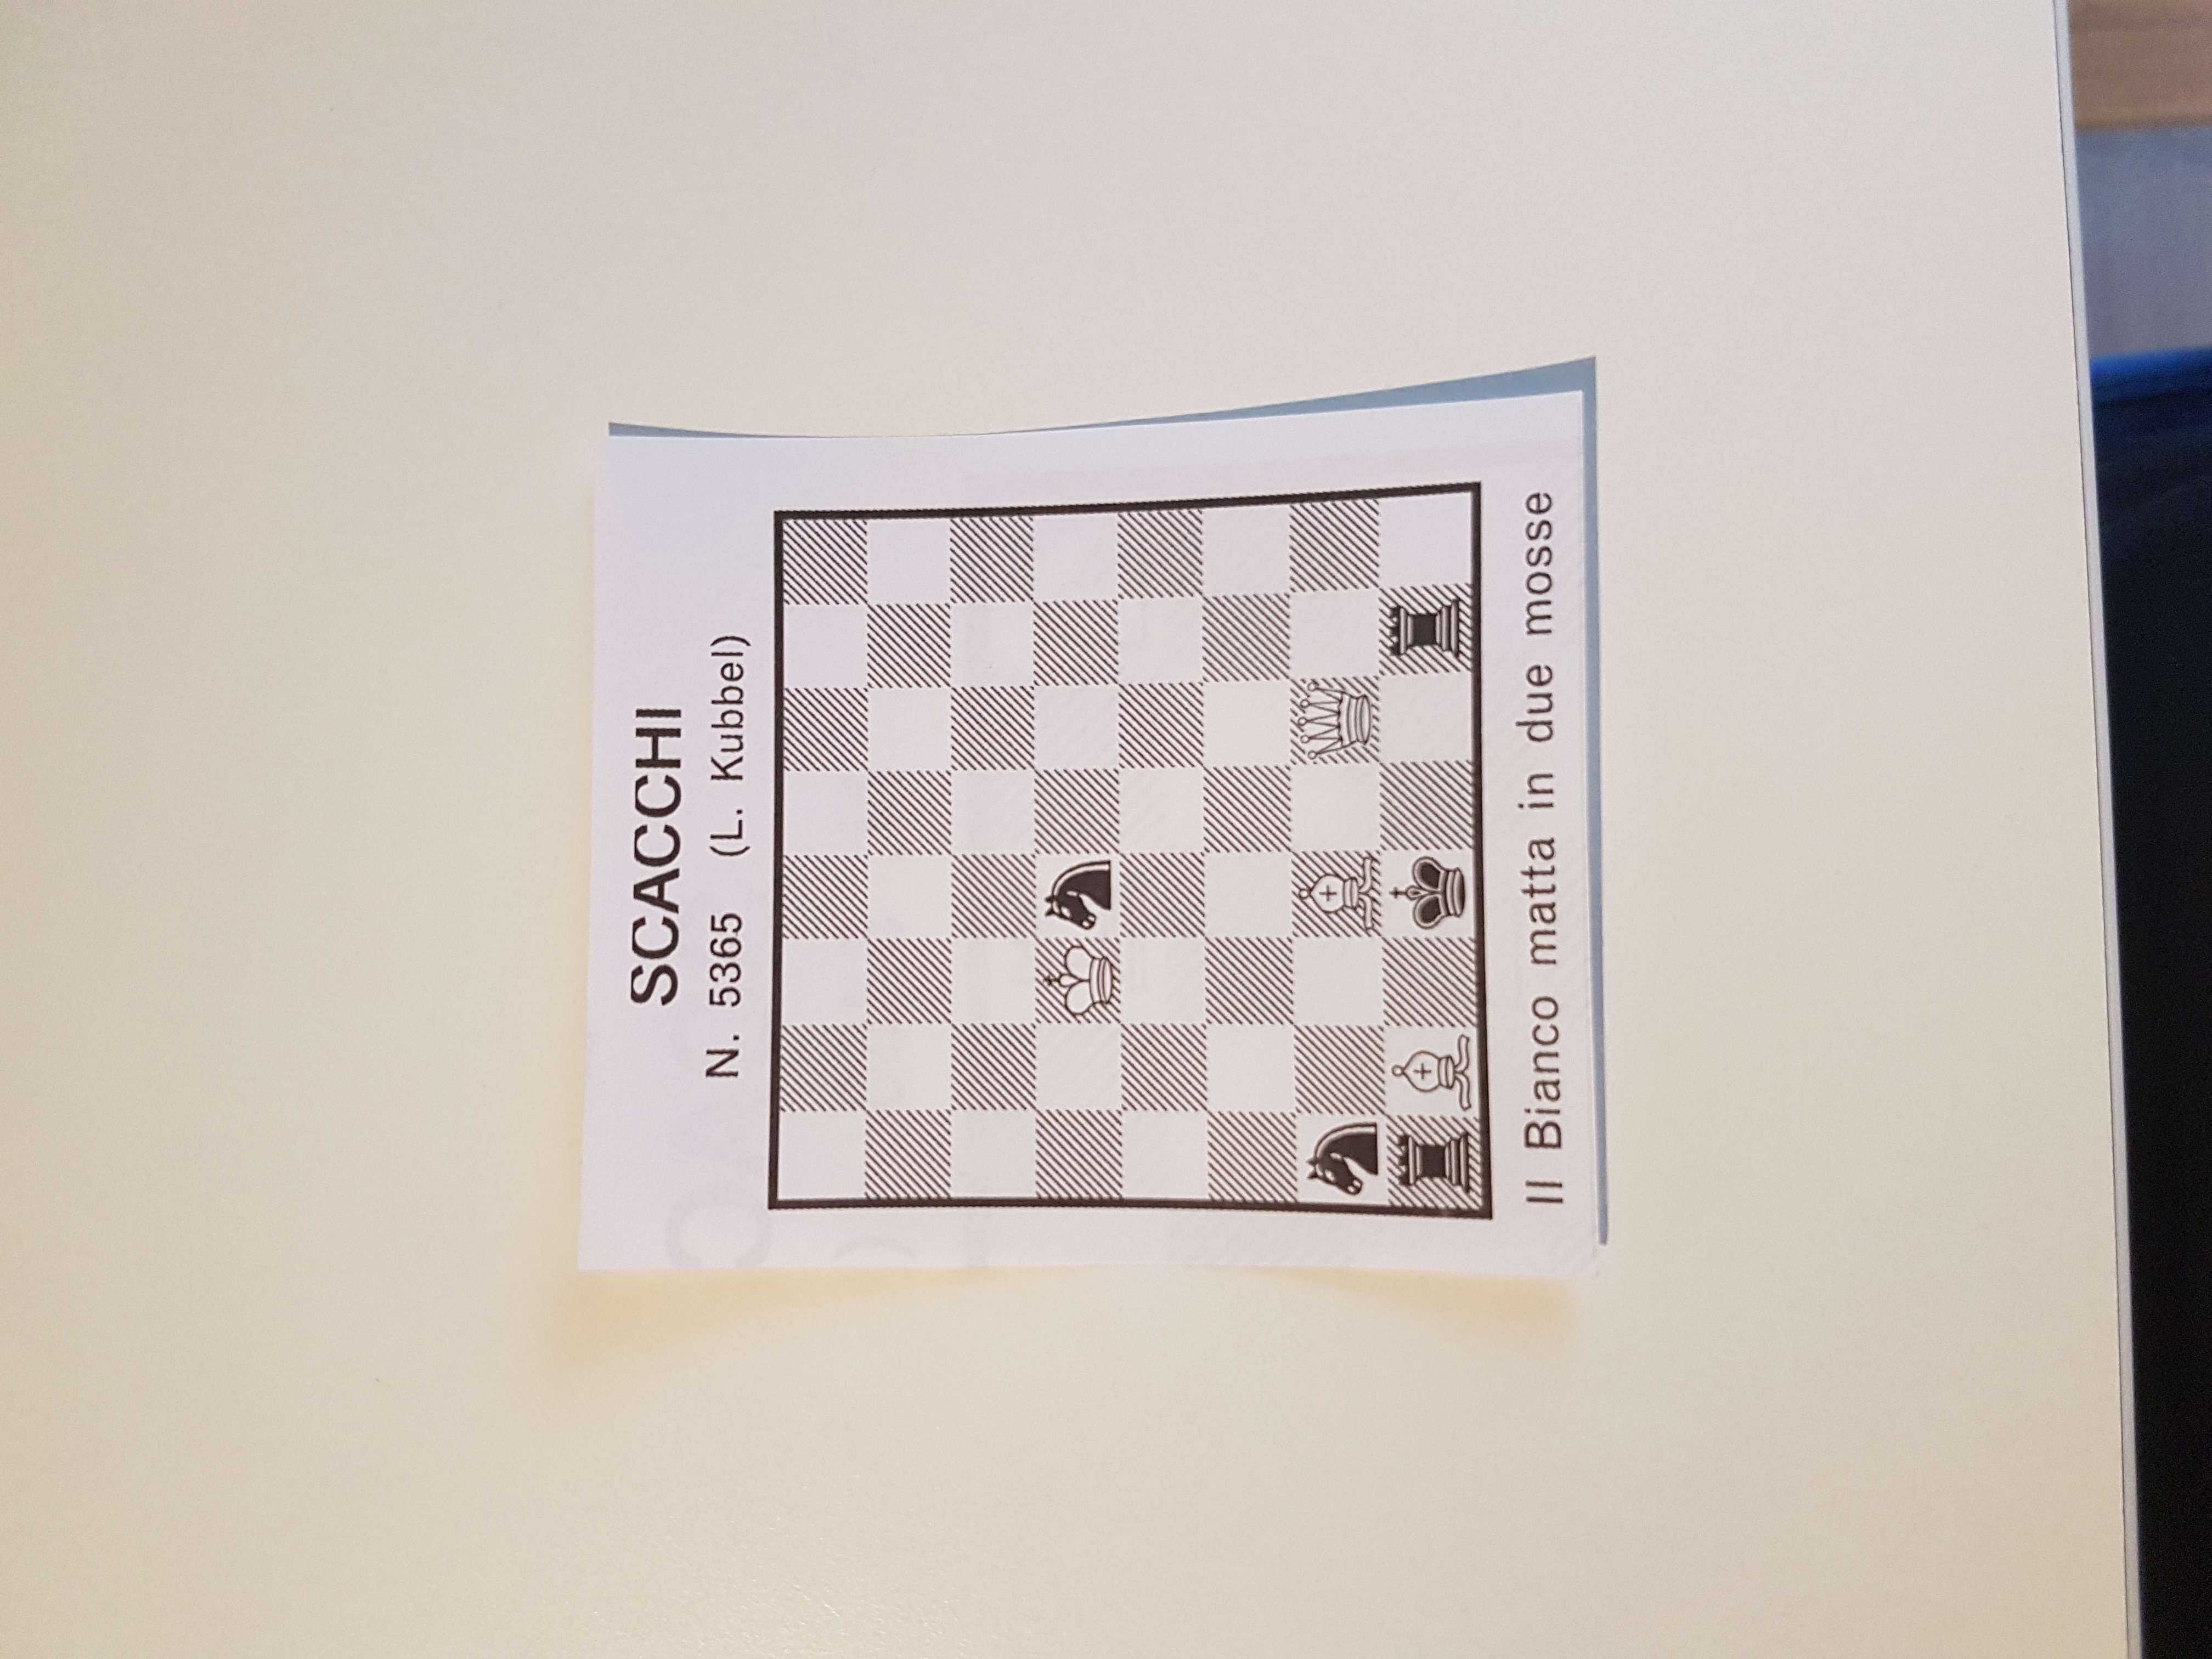 SCACCHI
N. 5365 (L. Kubbel)
Il Bianco matta in due mosse